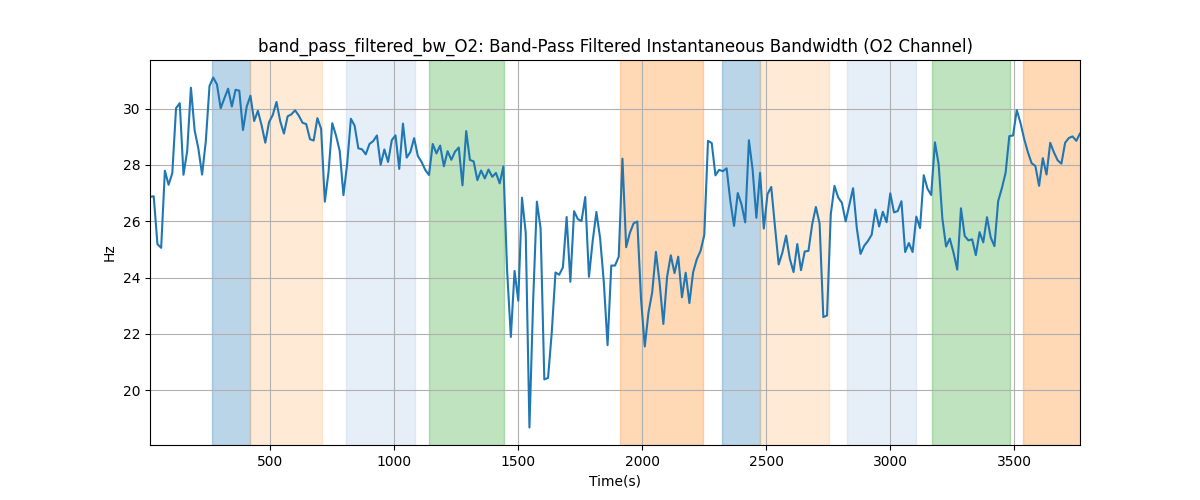 band_pass_filtered_bw_O2: Band-Pass Filtered Instantaneous Bandwidth (O2 Channel)
30
28
26
24
22
20
Hz
500 1000 1500 2000 2500 3000 3500
Time(s)